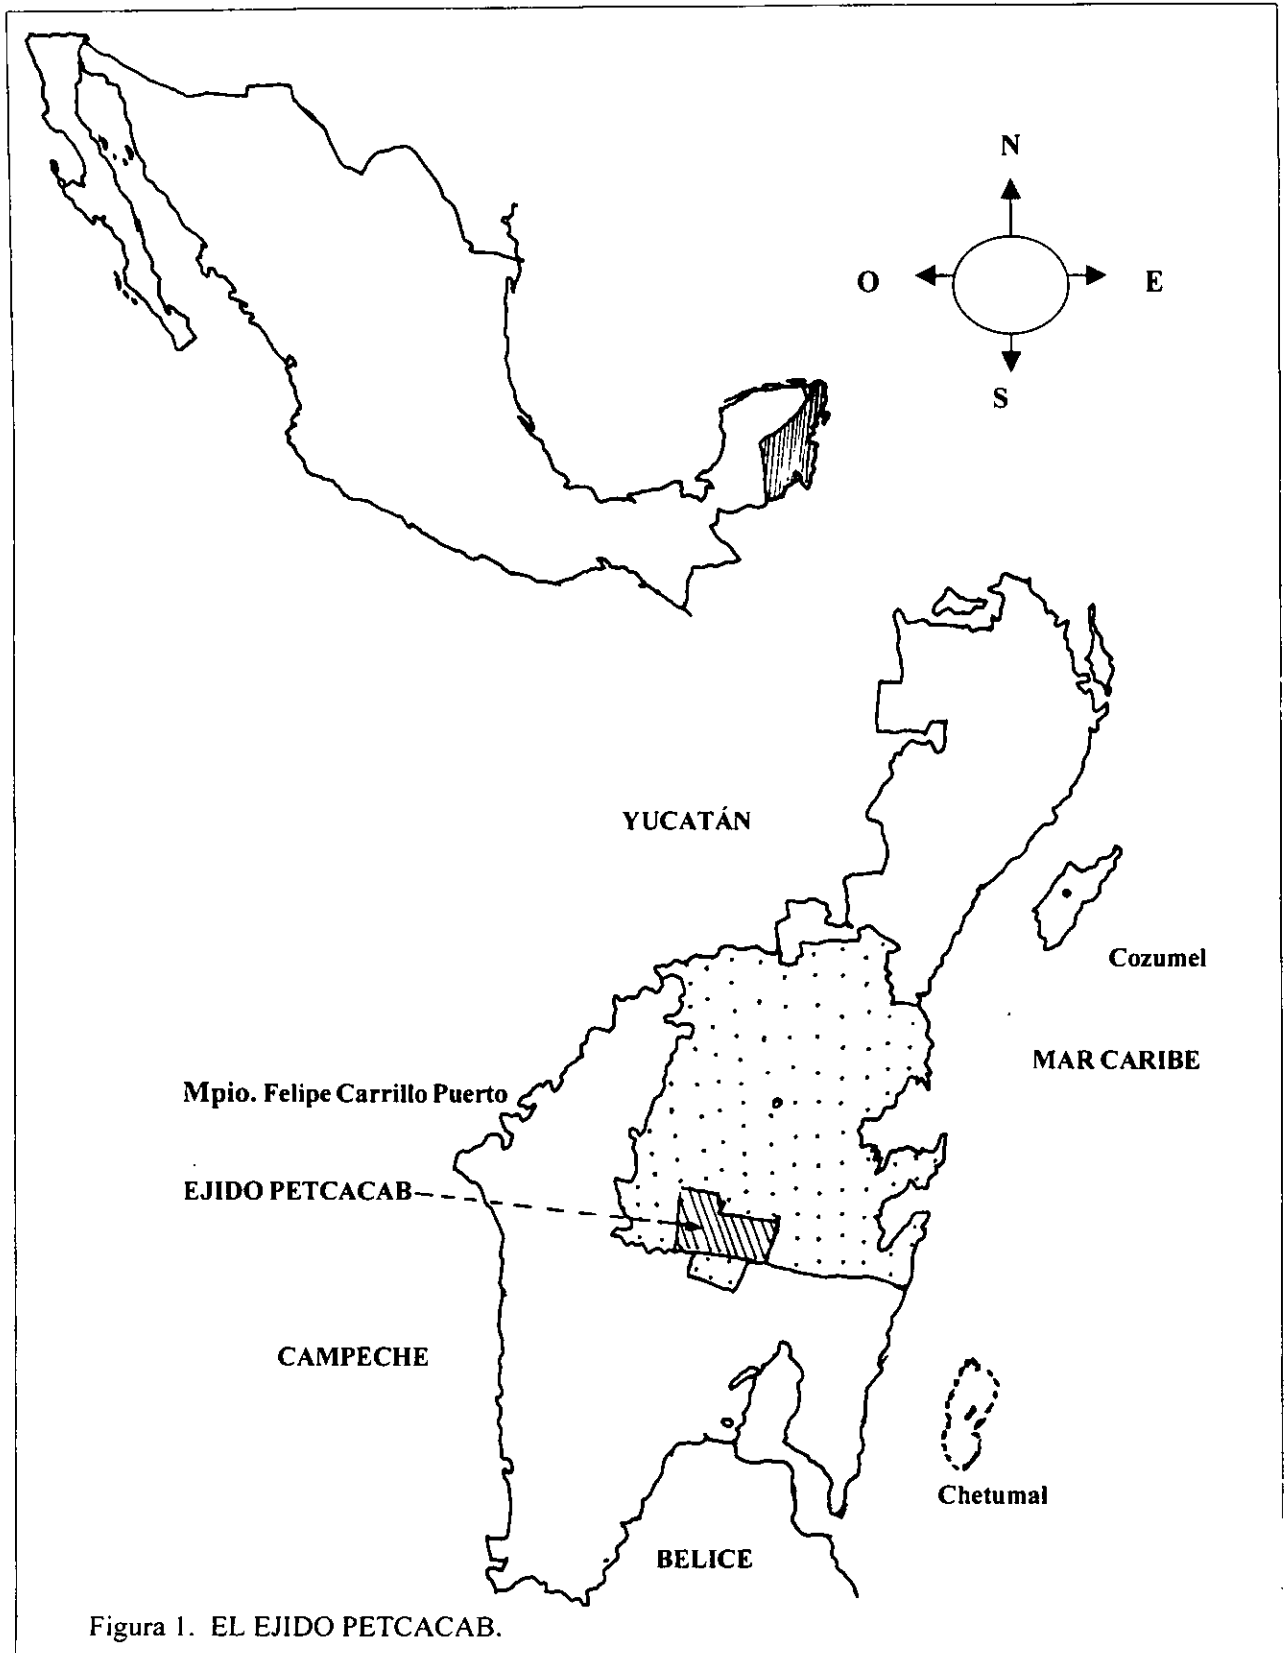 N
O
E
S
YUCATÁN
Cozumel
MAR CARIBE
Mpio. Felipe Carrillo Puerto
EJIDO PETCACAB
CAMPECHE
Chetumal
BELICE
Figura 1. EL EJIDO PETCACAB.